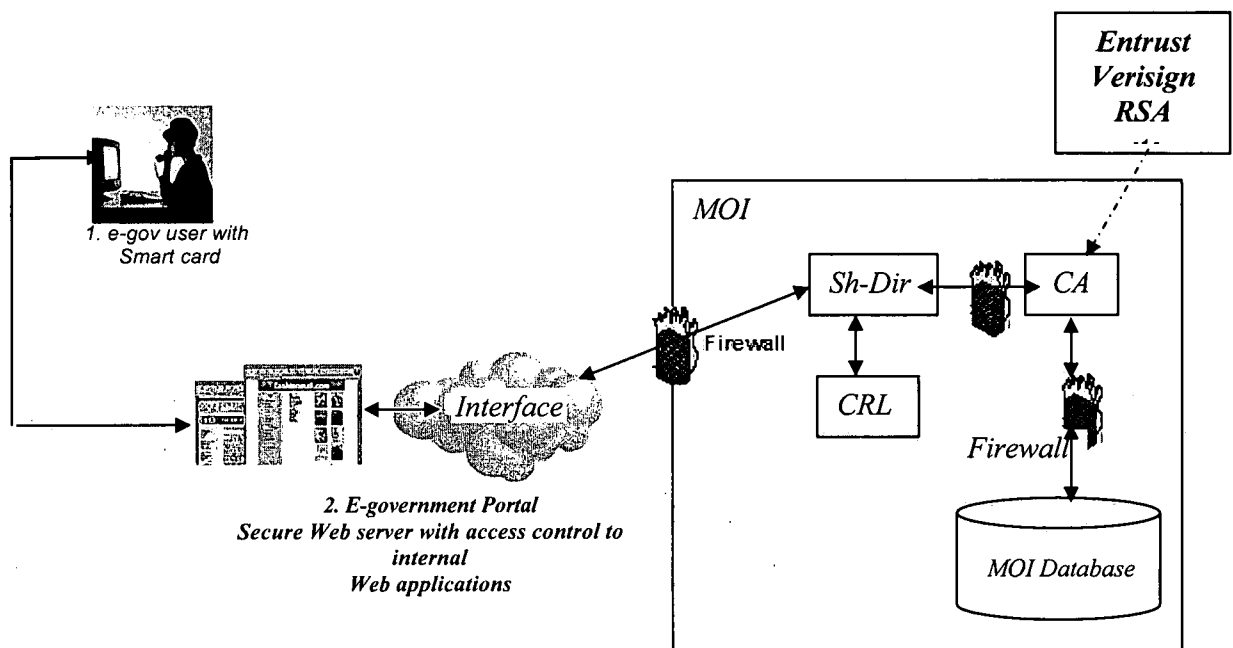 Entrust
Verisign
RSA
...
1. e-gov user with
Smart card
MOI
Sh-Dir
CA
Firewall
CRL
Interface
Firewall
2. E-government Portal
Secure Web server with access control to
internal
Web applications
MOI Database